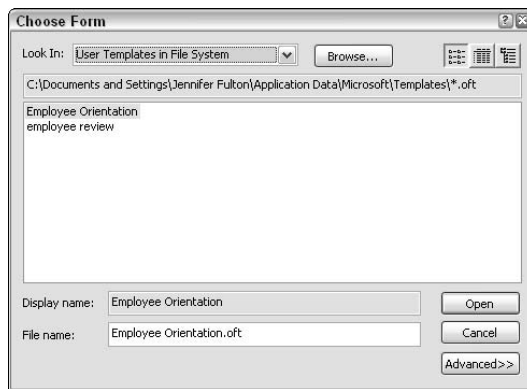 Choose Form
Look In: User Templates in File System Browse...
C:\Documents and Settings\Jennifer Fulton\Application Data\Microsoft\Templates\*.oft
Employee Orientation
employee review
Display name: Employee Orientation Open
File name: Employee Orientation.oft Cancel
Advanced>>